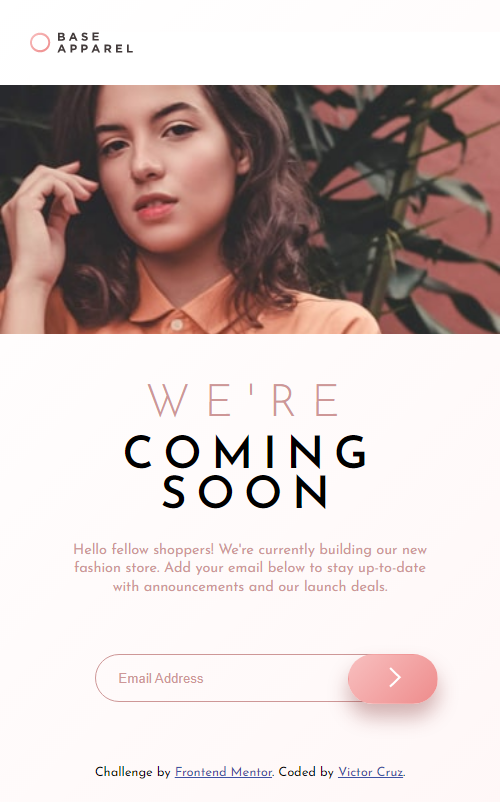 BASE
APPAREL
WE'RE
COMING
SOON
Hello fellow shoppers! We're currently building our new
fashion store. Add your email below to stay up-to-date
with announcements and our launch deals.
Email Address
Challenge by Frontend Mentor. Coded by Victor Cruz.